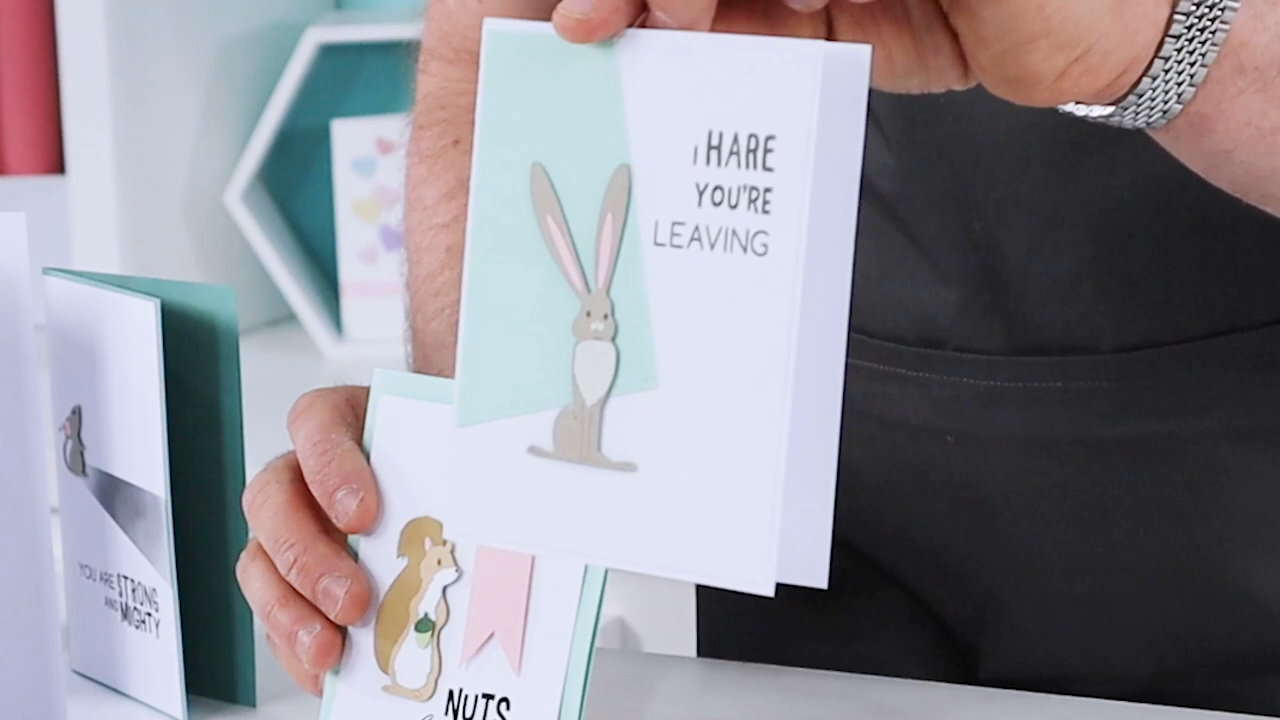 I HARE
YOU'RE
LEAVING
YOU ARE STRONG
AND MIGHTY
NUTS